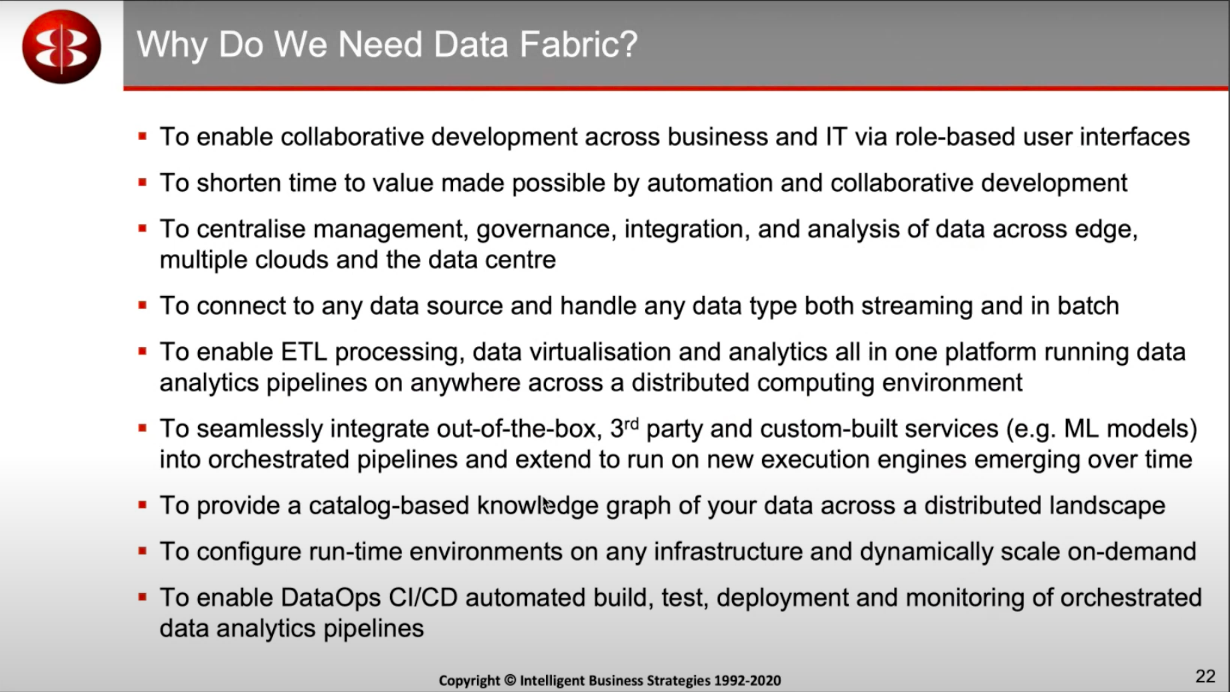 Why Do We Need Data Fabric?
▪ To enable collaborative development across business and IT via role-based user interfaces
▪ To shorten time to value made possible by automation and collaborative development
▪ To centralise management, governance, integration, and analysis of data across edge,
multiple clouds and the data centre
▪ To connect to any data source and handle any data type both streaming and in batch
▪ To enable ETL processing, data virtualisation and analytics all in one platform running data
analytics pipelines on anywhere across a distributed computing environment
▪ To seamlessly integrate out-of-the-box, 3rd party and custom-built services (e.g. ML models)
into orchestrated pipelines and extend to run on new execution engines emerging over time
▪ To provide a catalog-based knowledge graph of your data across a distributed landscape
▪ To configure run-time environments on any infrastructure and dynamically scale on-demand
▪ To enable DataOps CI/CD automated build, test, deployment and monitoring of orchestrated
data analytics pipelines
Copyright © Intelligent Business Strategies 1992-2020
22